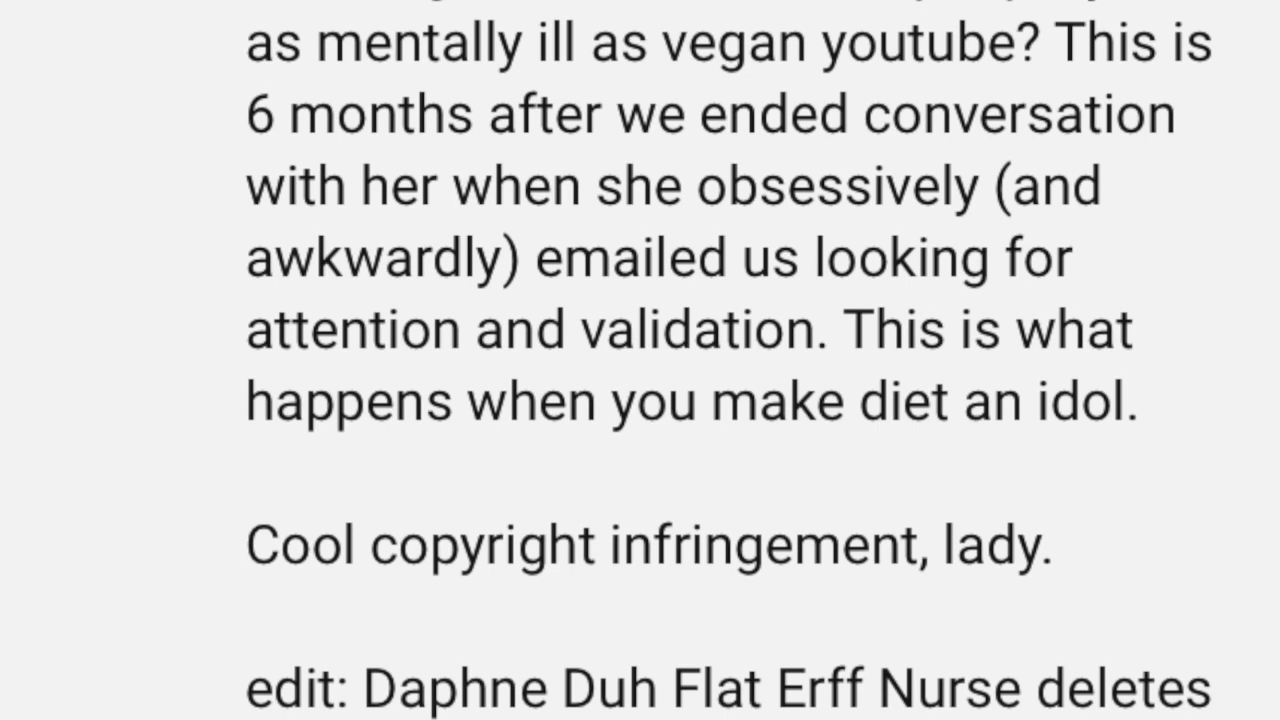 as mentally ill as vegan youtube? This is
6 months after we ended conversation
with her when she obsessively (and
awkwardly) emailed us looking for
attention and validation. This is what
happens when you make diet an idol.
Cool copyright infringement, lady.
edit: Daphne Duh Flat Erff Nurse deletes